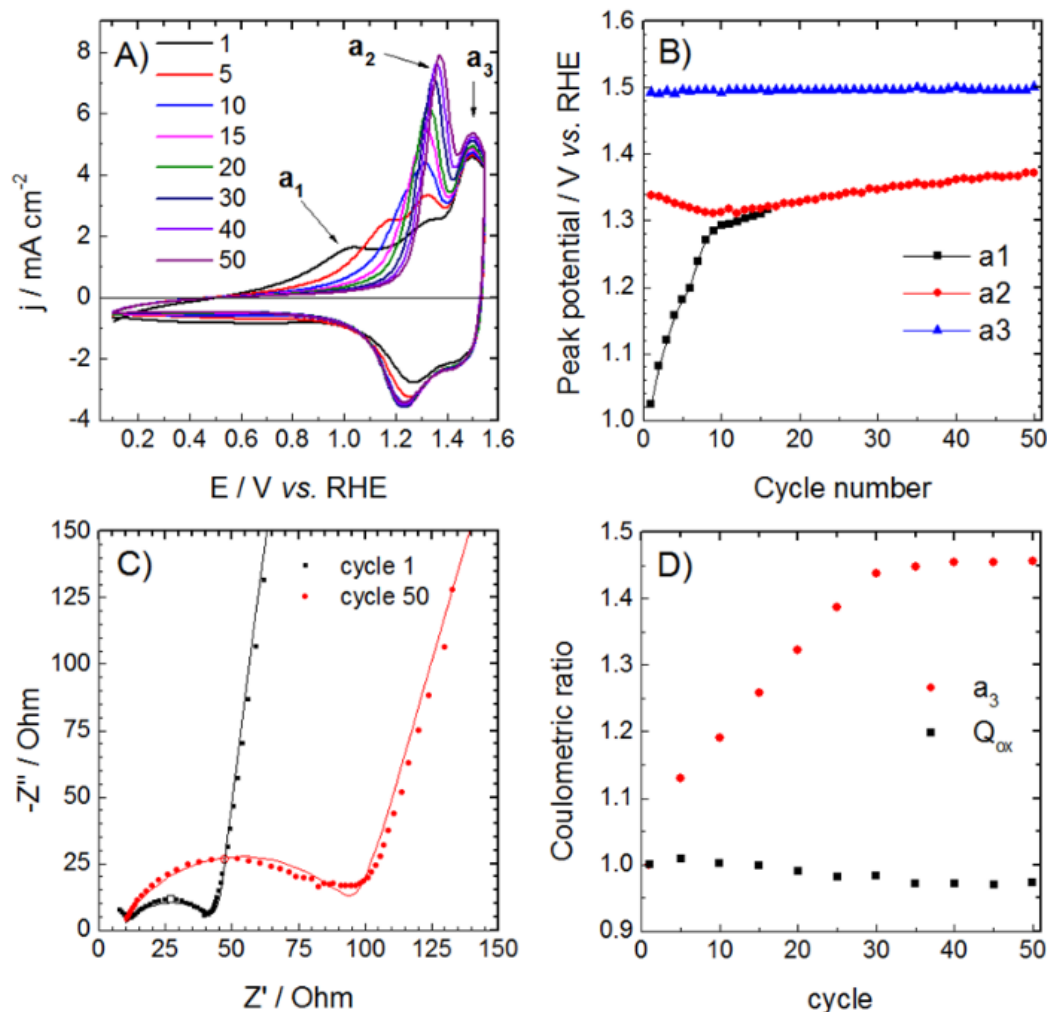 A)
1
5
10
15
20
30
40
50
a1
a2
a3
8
6
4
2
0
-2
-4
j / mA cm-2
0.2 0.4 0.6 0.8 1.0 1.2 1.4 1.6
E / V vs. RHE
B)
1.6
1.5
1.4
1.3
1.2
1.1
1.0
Peak potential / V vs. RHE
a1
a2
a3
0 10 20 30 40 50
Cycle number
C)
cycle 1
cycle 50
150
125
100
75
50
25
0
-Z'' / Ohm
0 25 50 75 100 125 150
Z' / Ohm
D)
1.5
1.4
1.3
1.2
1.1
1.0
0.9
Coulometric ratio
a3
Qox
0 10 20 30 40 50
cycle